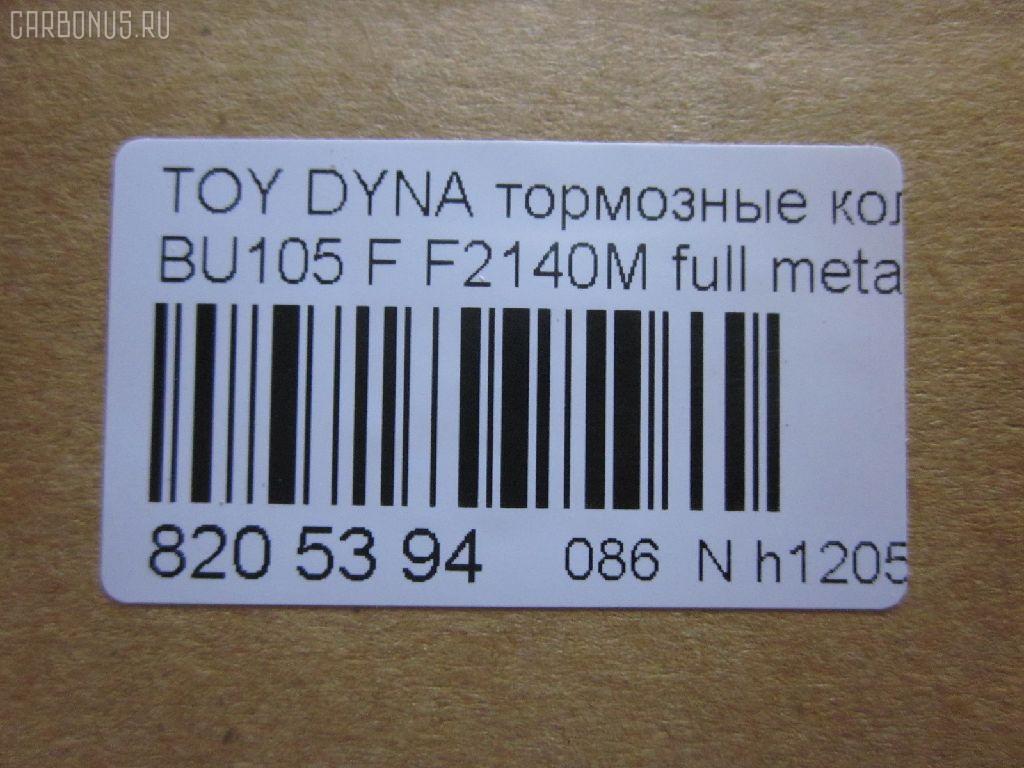 CARBONUS.RU
TOY DYNA тормозные кол
BU105 F F2140M full meta
820 53 94 086 N h1205